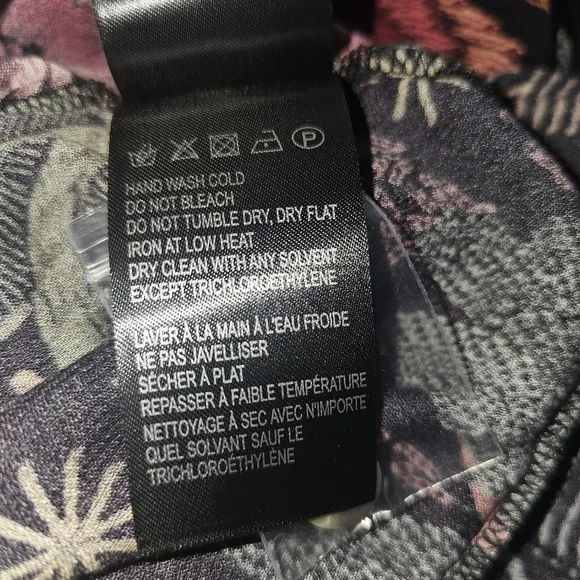 P
HAND WASH COLD
DO NOT BLEACH
DO NOT TUMBLE DRY, DRY FLAT
IRON AT LOW HEAT
DRY CLEAN WITH ANY SOLVENT
EXCEPT TRICHLOROETHYLENE
LAVER À LA MAIN À L'EAU FROIDE
NE PAS JAVELLISER
SÉCHER À PLAT
REPASSER À FAIBLE TEMPÉRATURE
NETTOYAGE À SEC AVEC N'IMPORTE
QUEL SOLVANT SAUF LE
TRICHLOROÉTHYLÈNE